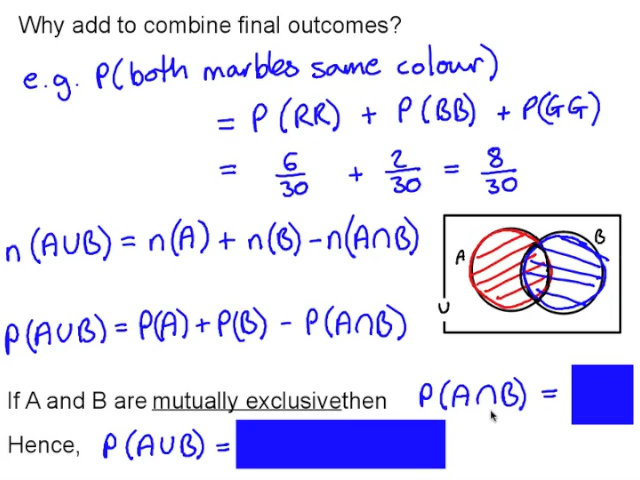 Why add to combine final outcomes?
e.g. P(both marbles same colour)
= P(RR) + P(BB) + P(GG)
= 6/30 + 2/30 = 8/30
n(A∪B) = n(A) + n(B) - n(A∩B)
A B
U
P(A∪B) = P(A) + P(B) - P(A∩B)
If A and B are mutually exclusivethen P(A∩B) =
Hence, P(A∪B) =